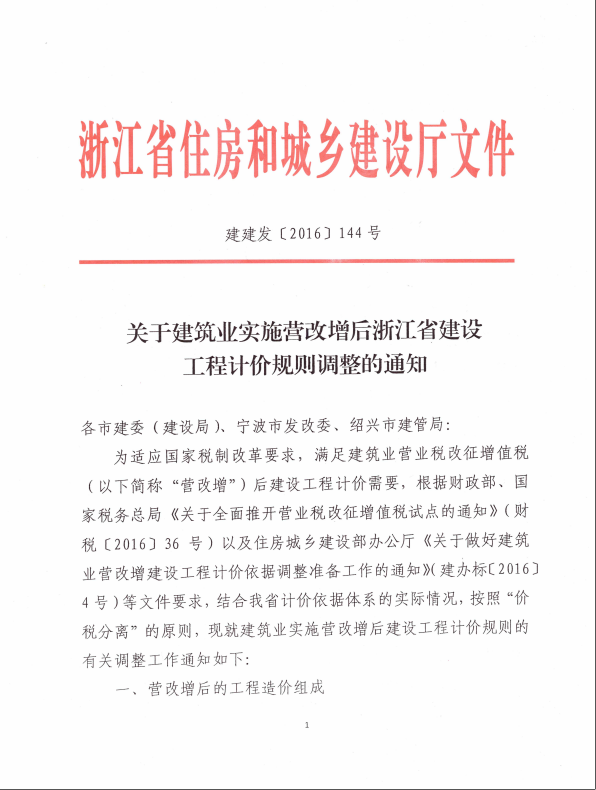 浙江省住房和城乡建设厅文件
建建发〔2016〕144号
关于建筑业实施营改增后浙江省建设
工程计价规则调整的通知
各市建委（建设局）、宁波市发改委、绍兴市建管局：
为适应国家税制改革要求，满足建筑业营业税改征增值税
（以下简称“营改增”）后建设工程计价需要，根据财政部、国
家税务总局《关于全面推开营业税改征增值税试点的通知》（财
税〔2016〕36 号）以及住房城乡建设部办公厅《关于做好建筑
业营改增建设工程计价依据调整准备工作的通知》（建办标〔2016〕
4号）等文件要求，结合我省计价依据体系的实际情况，按照“价
税分离”的原则，现就建筑业实施营改增后建设工程计价规则的
有关调整工作通知如下：
一、营改增后的工程造价组成
1